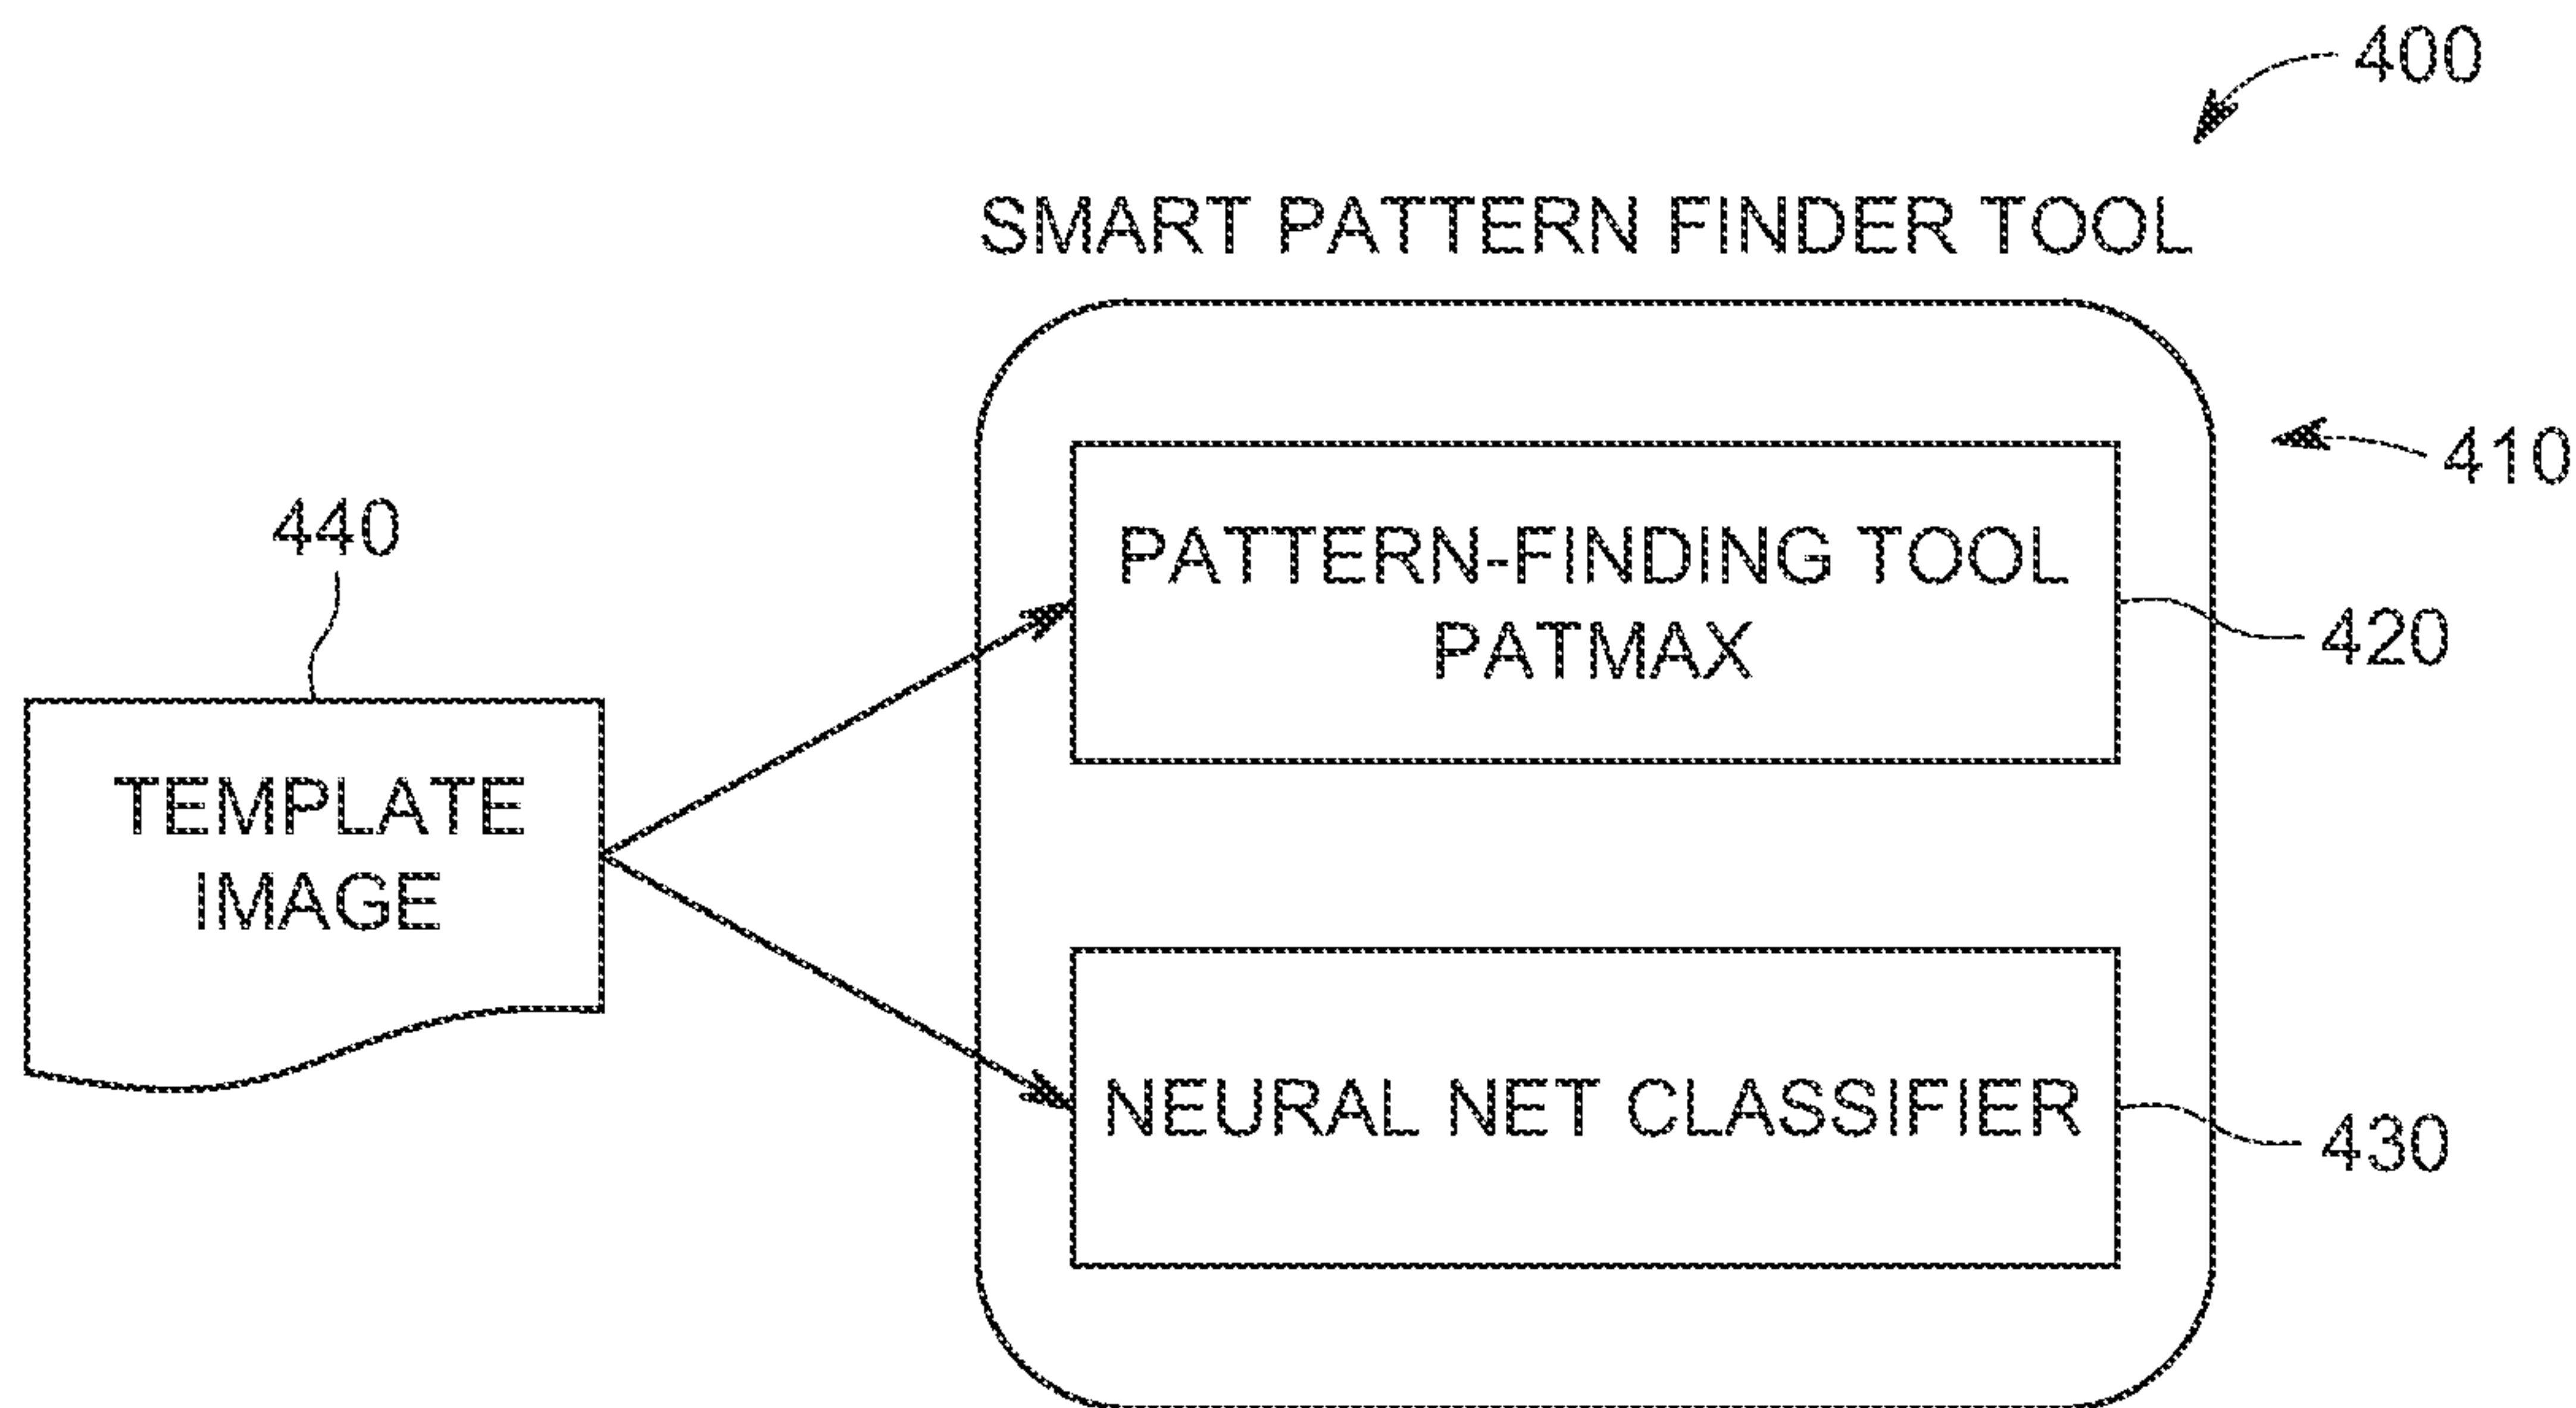 400
SMART PATTERN FINDER TOOL
410
440
PATTERN-FINDING TOOL
PATMAX
420
TEMPLATE
IMAGE
NEURAL NET CLASSIFIER
430